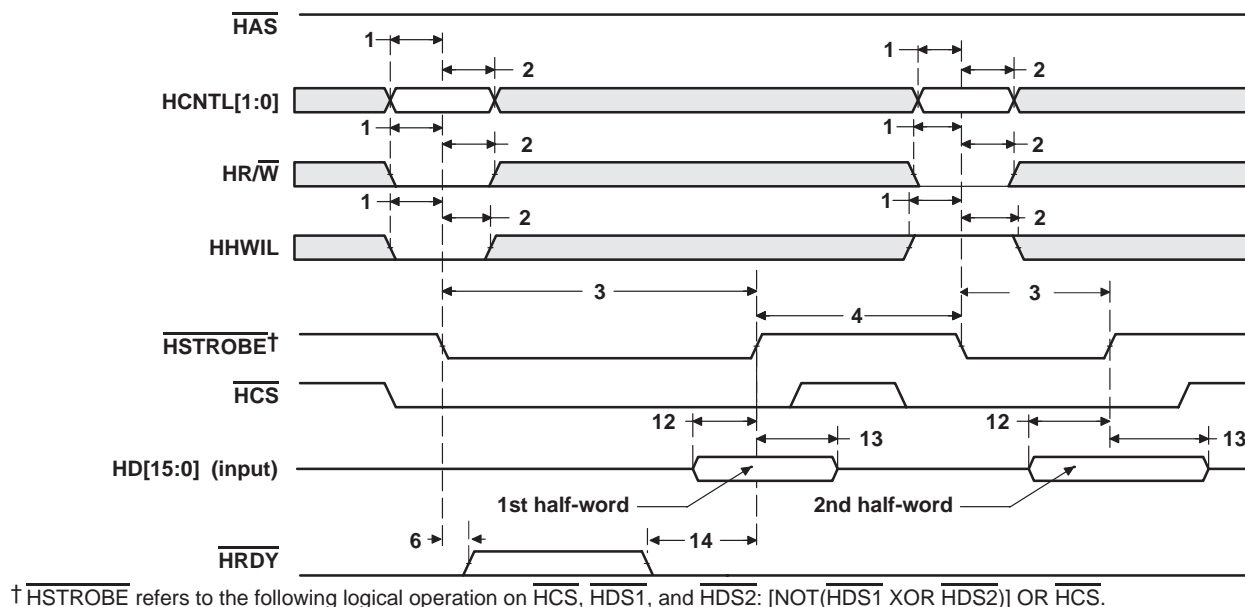 HAS
1
2
HCNTL[1:0]
1
2
1
2
HR/W
1
2
1
2
HHWIL
1
2
3
3
4
HSTROBE†
HCS
12
12
13
13
HD[15:0] (input)
1st half-word
2nd half-word
6
14
HRDY
† HSTROBE refers to the following logical operation on HCS, HDS1, and HDS2: [NOT(HDS1 XOR HDS2)] OR HCS.